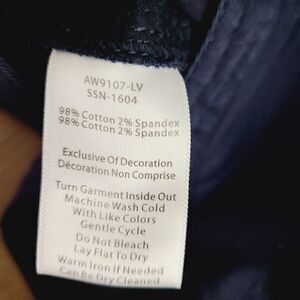 AW9107-LV
SSN-1604
98% Cotton 2% Spandex
98% Cotton 2% Spandex
Exclusive Of Decoration
Décoration Non Comprise
Turn Garment Inside Out
Machine Wash Cold
With Like Colors
Gentle Cycle
Do Not Bleach
Lay Flat To Dry
Warm Iron If Needed
Can Be Dry Cleaned